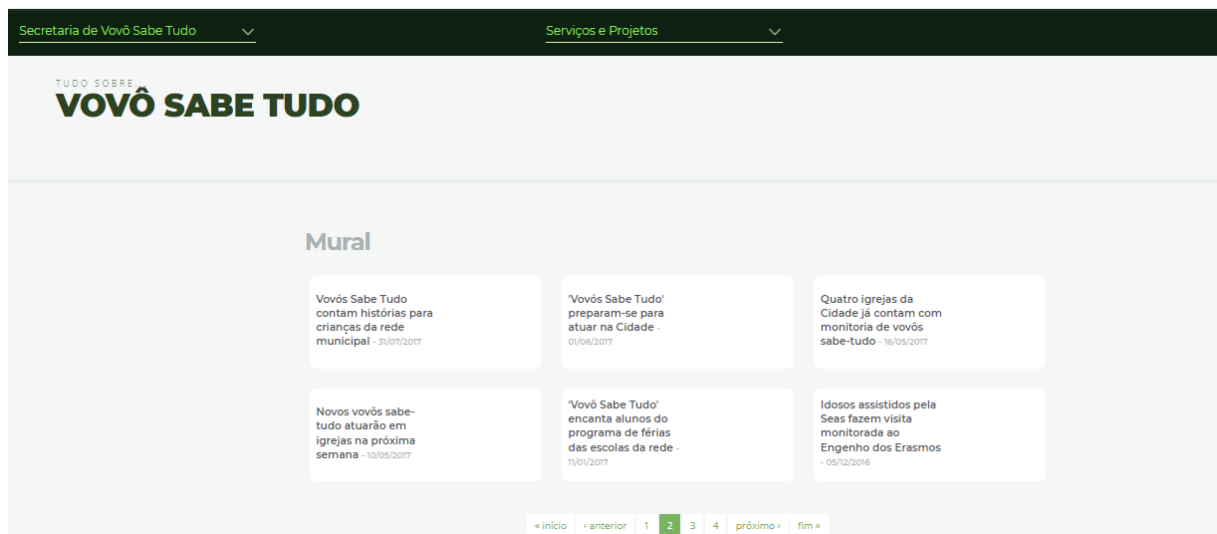 Secretaria de Vovô Sabe Tudo
Serviços e Projetos
TUDO SOBRE...
VOVÔ SABE TUDO
Mural
Vovós Sabe Tudo
contam histórias para
crianças da rede
municipal - 31/07/2017
'Vovós Sabe Tudo'
preparam-se para
atuar na Cidade -
01/06/2017
Quatro igrejas da
Cidade já contam com
monitoria de vovôs
sabe-tudo - 16/05/2017
Novos vovôs sabe-
tudo atuarão em
igrejas na próxima
semana - 10/05/2017
'Vovô Sabe Tudo'
encanta alunos do
programa de férias
das escolas da rede -
11/01/2017
Idosos assistidos pela
Seas fazem visita
monitorada ao
Engenho dos Erasmos
- 05/12/2016
« início ‹ anterior 1 2 3 4 próximo › fim »